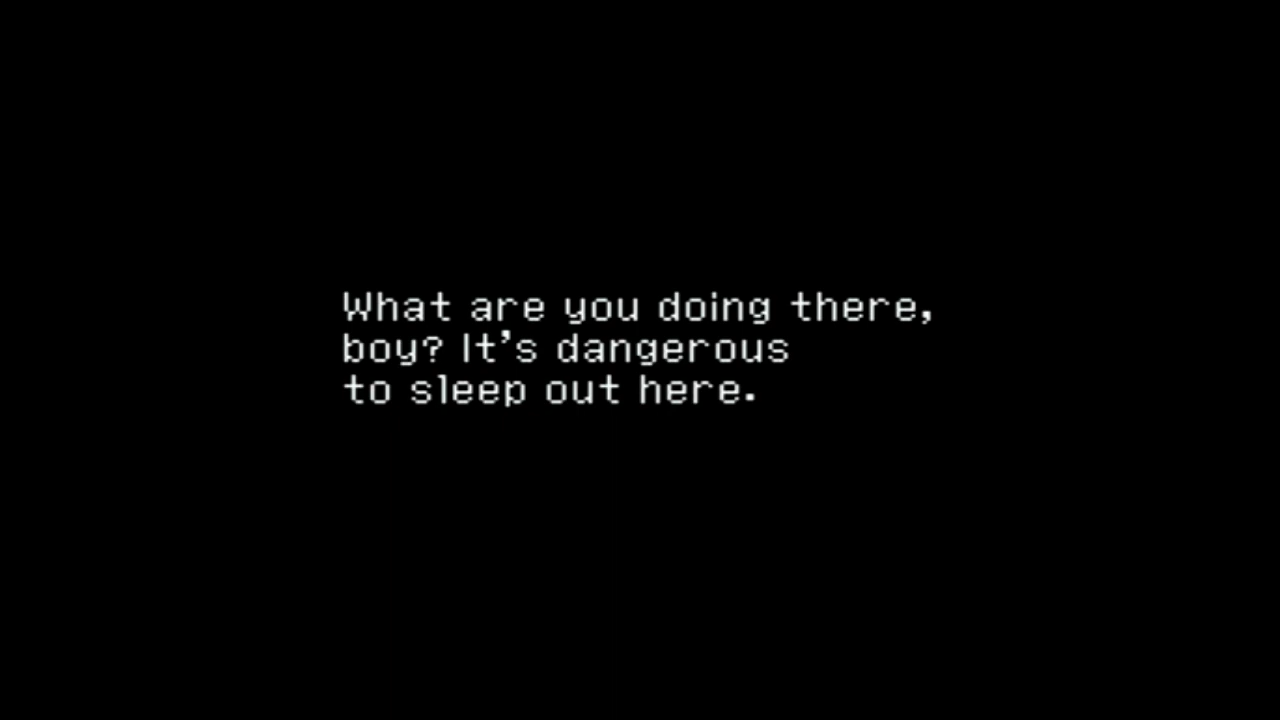 What are you doing there,
boy? It's dangerous
to sleep out here.